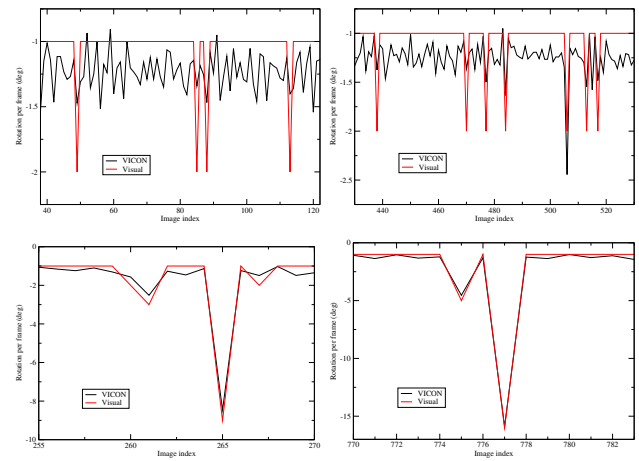 Rotation per frame (deg)
-1
-1.5
-2
VICON
Visual
40 60 80 100 120
Image index
Rotation per frame (deg)
-1
-1.5
-2
-2.5
VICON
Visual
440 460 480 500 520
Image index
Rotation per frame (deg)
0
-2
-4
-6
-8
-10
VICON
Visual
255 260 265 270
Image index
Rotation per frame (deg)
0
-5
-10
-15
VICON
Visual
770 772 774 776 778 780 782
Image index